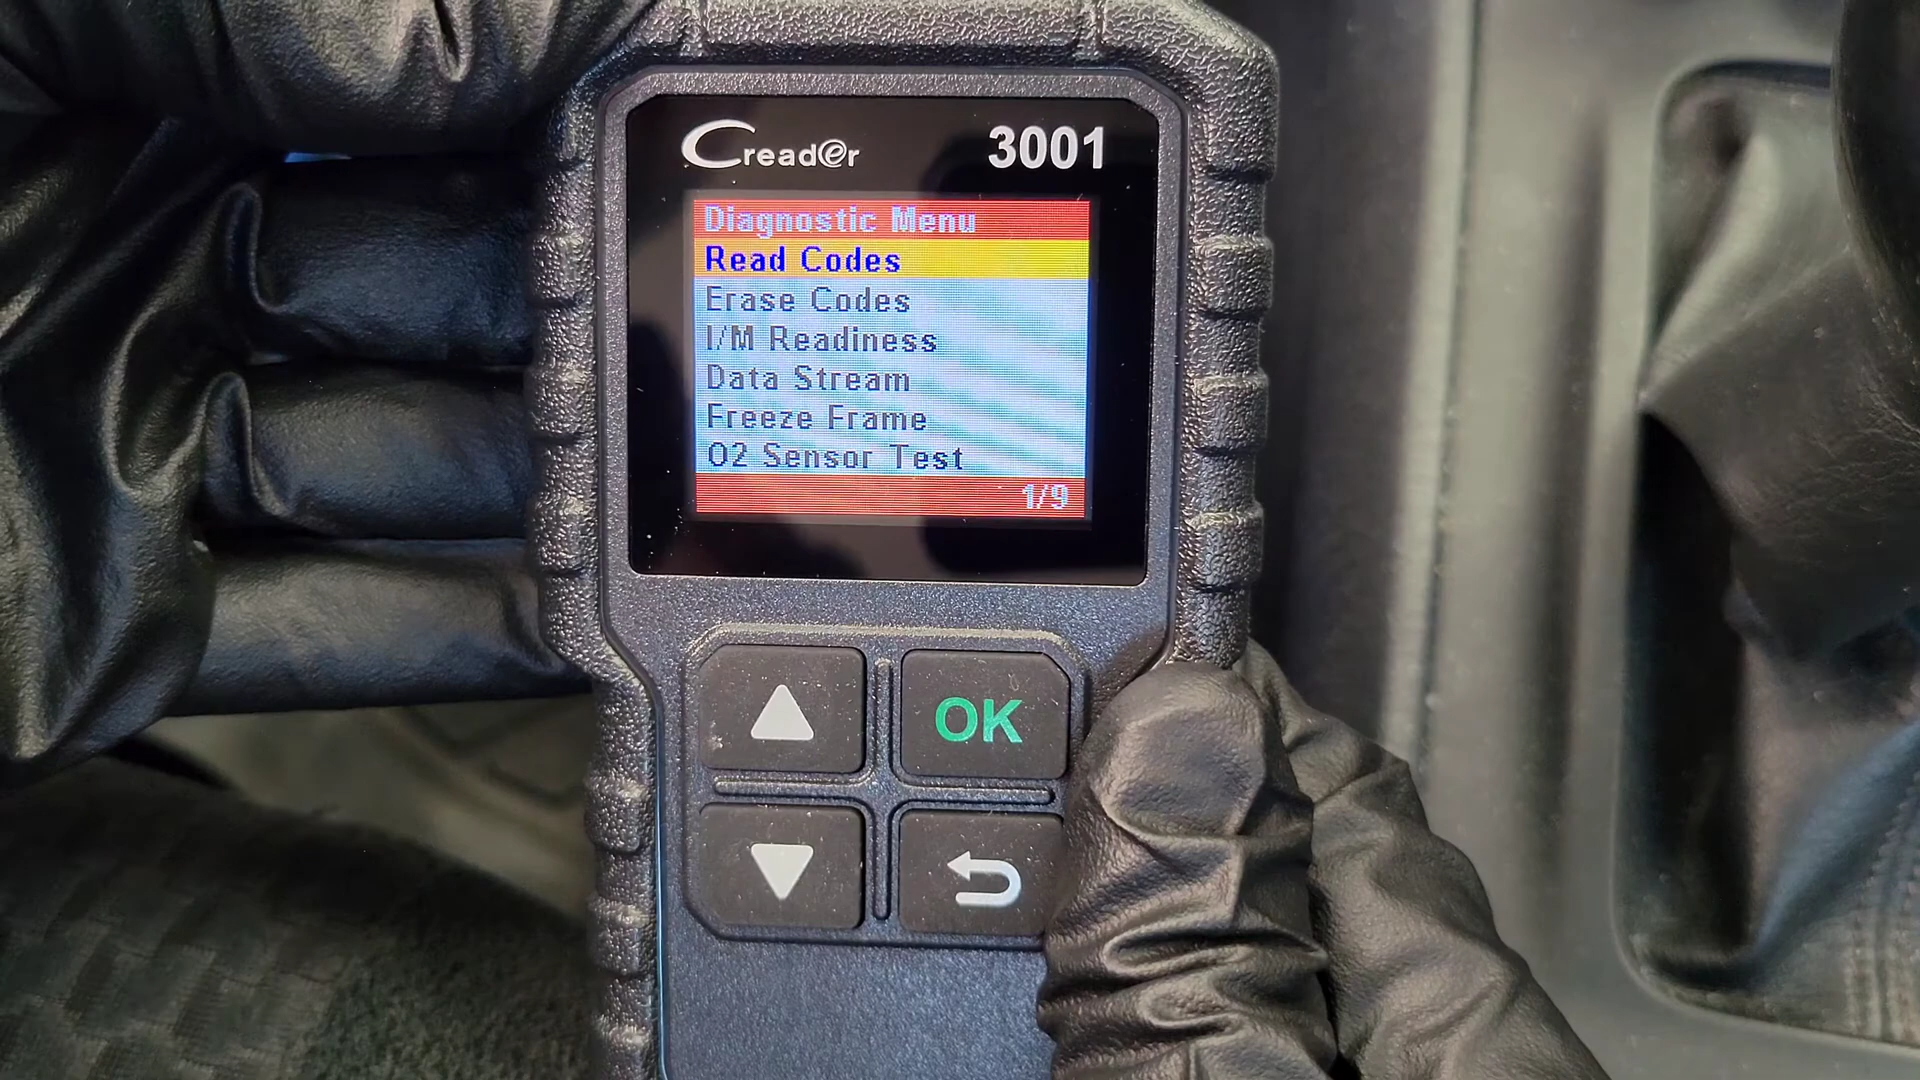 Creader 3001
Diagnostic Menu
Read Codes
Erase Codes
I/M Readiness
Data Stream
Freeze Frame
O2 Sensor Test
1/9
OK